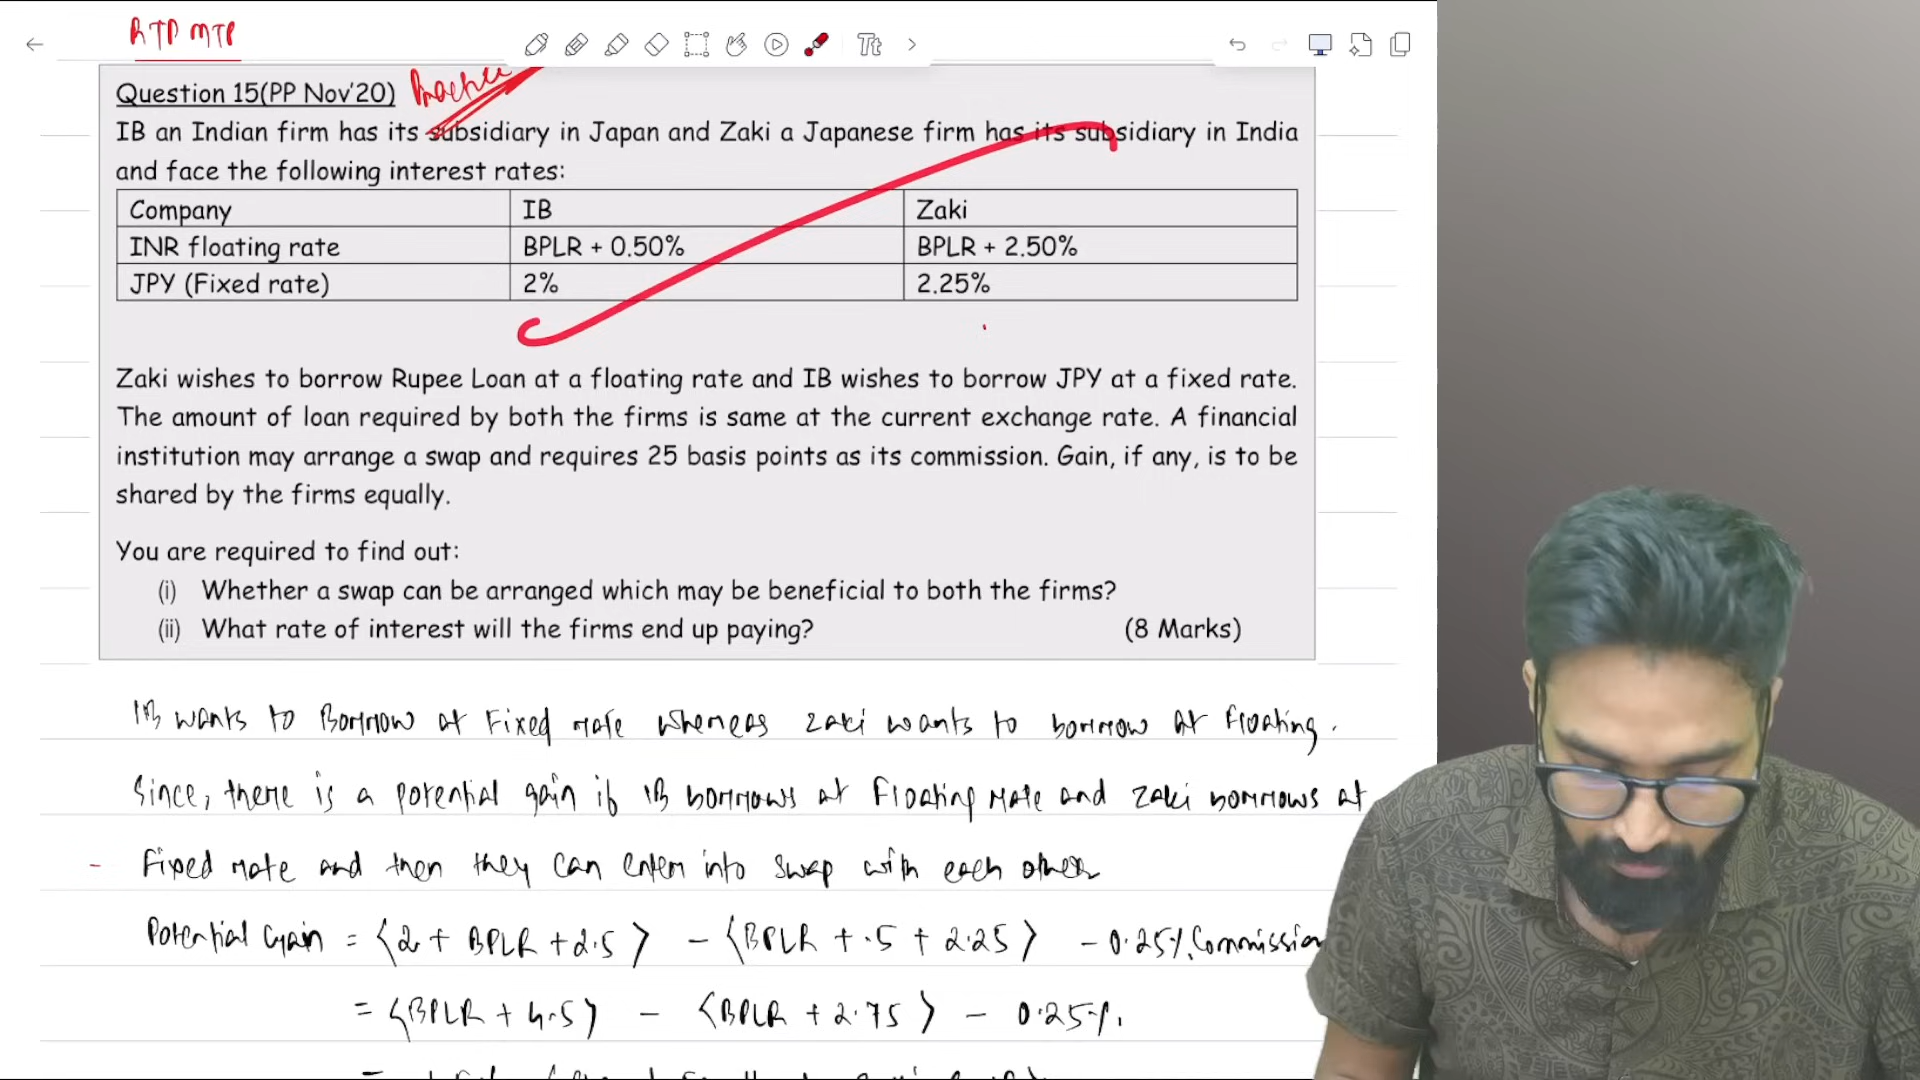 RTP MTP
Tt
Question 15(PP Nov'20) Practice
IB an Indian firm has its subsidiary in Japan and Zaki a Japanese firm has its subsidiary in India
and face the following interest rates:
Company IB Zaki
INR floating rate BPLR + 0.50% BPLR + 2.50%
JPY (Fixed rate) 2% 2.25%
Zaki wishes to borrow Rupee Loan at a floating rate and IB wishes to borrow JPY at a fixed rate.
The amount of loan required by both the firms is same at the current exchange rate. A financial
institution may arrange a swap and requires 25 basis points as its commission. Gain, if any, is to be
shared by the firms equally.
You are required to find out:
(i) Whether a swap can be arranged which may be beneficial to both the firms?
(ii) What rate of interest will the firms end up paying? (8 Marks)
IB wants to Borrow at Fixed rate whereas Zaki wants to borrow at Floating.
Since, there is a potential gain if IB borrows at Floating rate and Zaki borrows at
Fixed rate and then they can enter into swap with each other
Potential Gain = (2 + BPLR + 2.5) - (BPLR + .5 + 2.25) - 0.25% Commission
= (BPLR + 4.5) - (BPLR + 2.75) - 0.25%